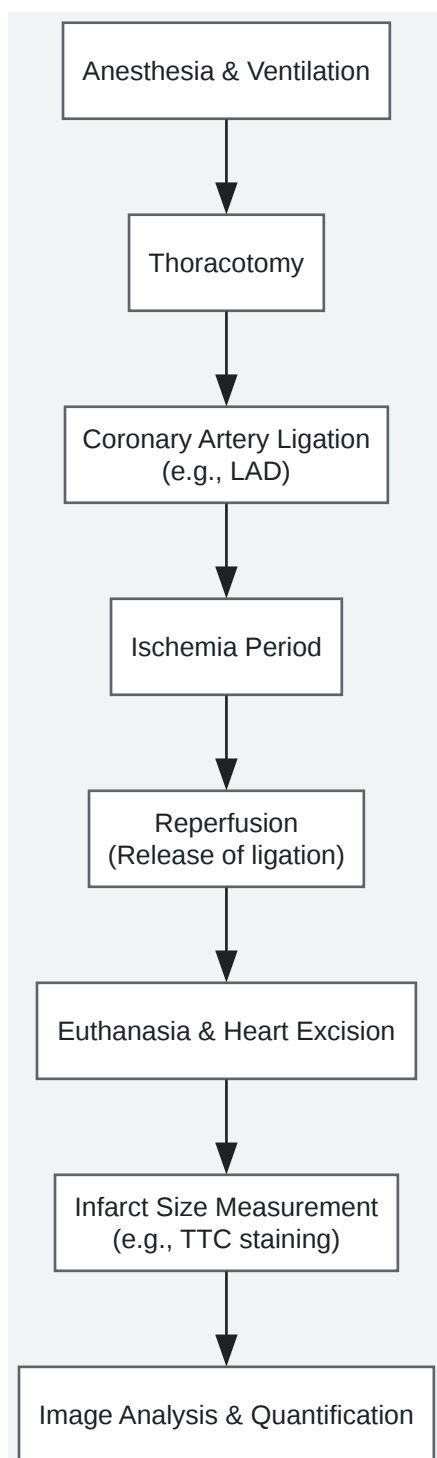 Anesthesia & Ventilation
Thoracotomy
Coronary Artery Ligation
(e.g., LAD)
Ischemia Period
Reperfusion
(Release of ligation)
Euthanasia & Heart Excision
Infarct Size Measurement
(e.g., TTC staining)
Image Analysis & Quantification